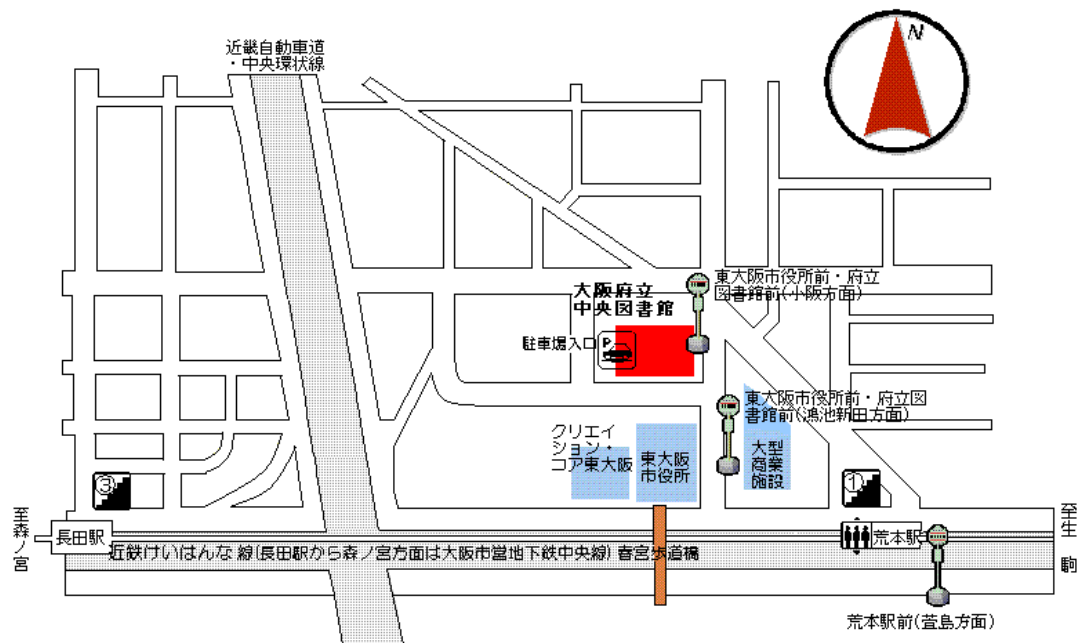 近畿自動車道
・中央環状線
N
東大阪市役所前・府立
図書館前(小阪方面)
大阪府立
中央図書館
駐車場入口
P
東大阪市役所前・府立図
書館前(鴻池新田方面)
クリエイ
ション・
コア東大阪
東大阪
市役所
大型
商業
施設
③
①
至森ノ宮
長田駅
近鉄けいはんな線(長田駅から森ノ宮方面は大阪市営地下鉄中央線)
春宮歩道橋
荒本駅
至生駒
荒本駅前(萱島方面)